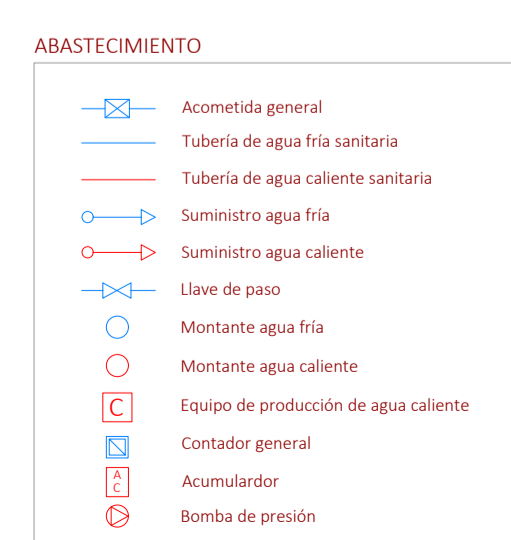 ABASTECIMIENTO
Acometida general
Tubería de agua fría sanitaria
Tubería de agua caliente sanitaria
Suministro agua fría
Suministro agua caliente
Llave de paso
Montante agua fría
Montante agua caliente
C Equipo de producción de agua caliente
Contador general
A
C
Acumulardor
Bomba de presión